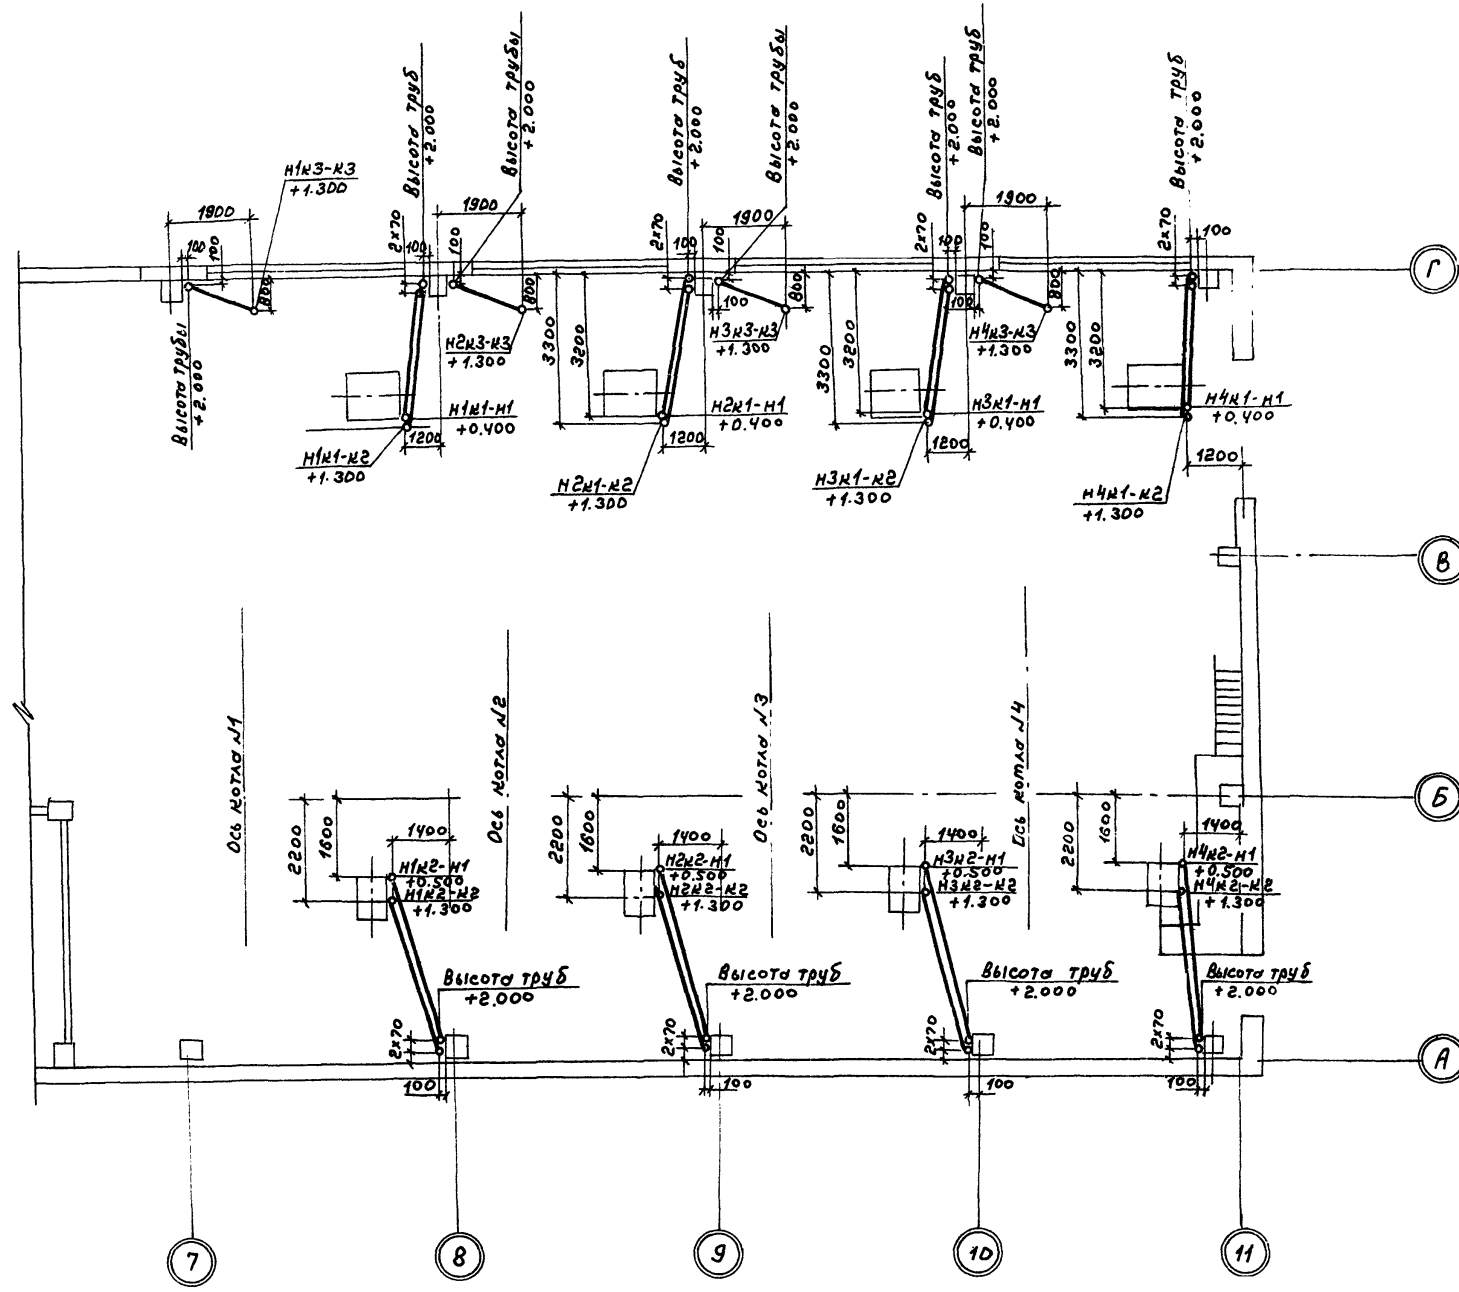 Высота труб
+2.000
Высота трубы
+2.000
Высота труб
+2.000
Высота трубы
+2.000
Высота труб
+2.000
Высота труб
+2.000
Высота труб
+2.000
Н1к3-к3
+1.300
1900
100
100
800
Высота трубы
+2.000
2х70
100
1900
100
800
Н2к3-к3
+1.300
3300
3200
2х70
100
1900
100
100
800
Н3к3-к3
+1.300
3300
3200
2х70
100
1900
100
100
800
Н4к3-к3
+1.300
3300
3200
2х70
100
Г
Н1к1-Н1
+0.400
1200
Н1к1-к2
+1.300
Н2к1-Н1
+0.400
1200
Н2к1-к2
+1.300
Н3к1-Н1
+0.400
1200
Н3к1-к2
+1.300
Н4к1-Н1
+0.400
1200
Н4к1-к2
+1.300
В
Ось котла N1
Ось котла N2
Ось котла N3
Ось котла N4
Б
2200
1600
1400
Н1к2-Н1
+0.500
Н1к2-к2
+1.300
2200
1600
1400
Н2к2-Н1
+0.500
Н2к2-к2
+1.300
2200
1600
1400
Н3к2-Н1
+0.500
Н3к2-к2
+1.300
2200
1600
1400
Н4к2-Н1
+0.500
Н4к2-к2
+1.300
Высота труб
+2.000
Высота труб
+2.000
Высота труб
+2.000
Высота труб
+2.000
2х70
100
2х70
100
2х70
100
2х70
100
А
7
8
9
10
11